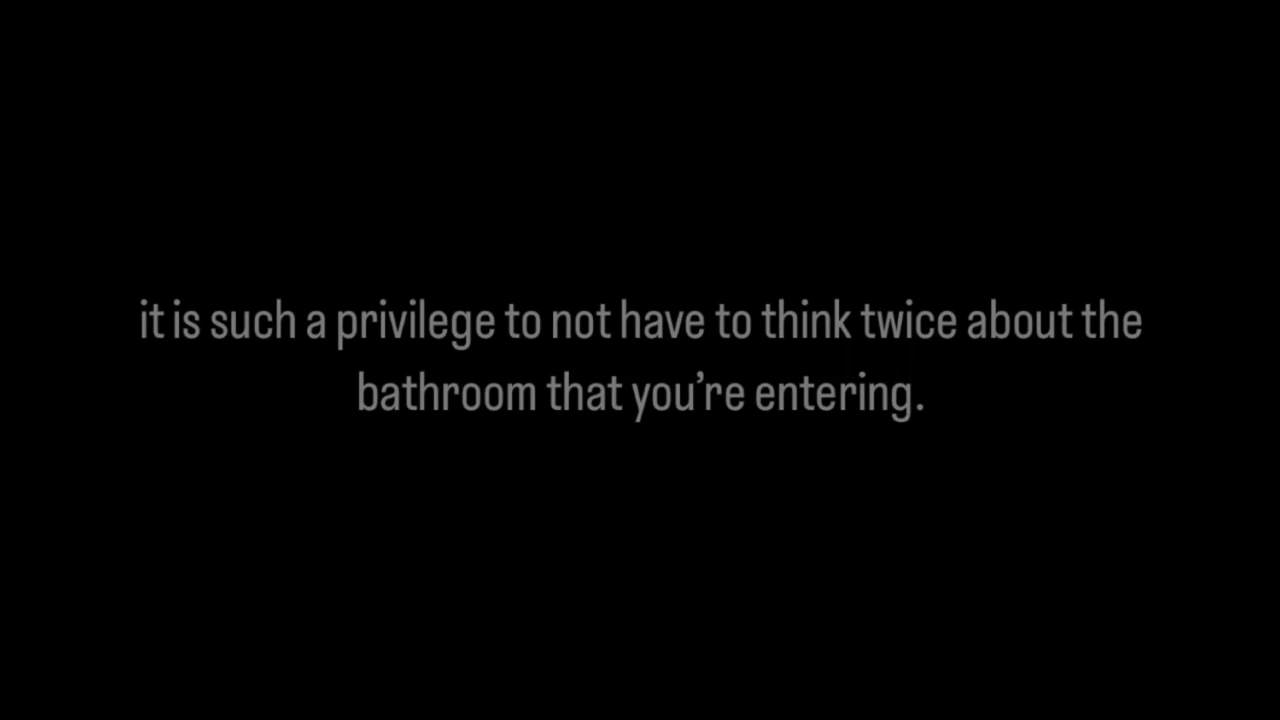 it is such a privilege to not have to think twice about the
bathroom that you’re entering.